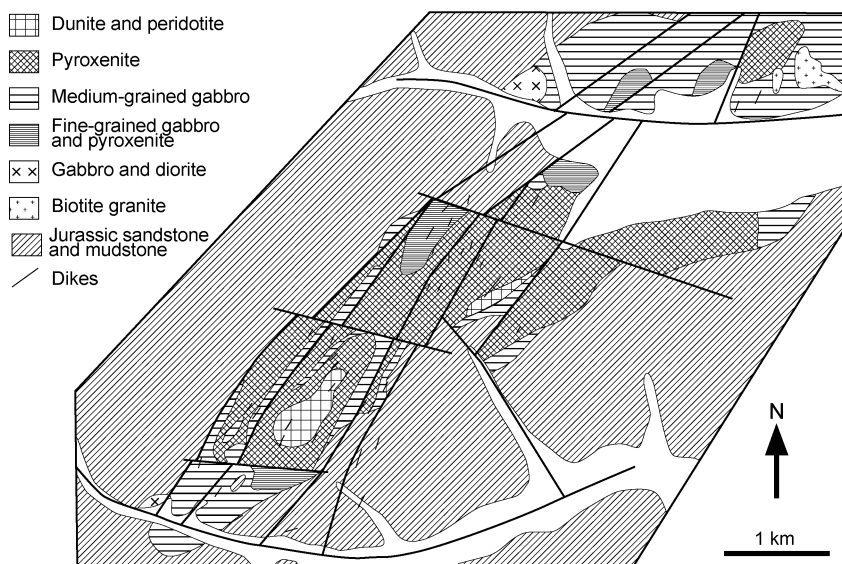 Dunite and peridotite
Pyroxenite
Medium-grained gabbro
Fine-grained gabbro
and pyroxenite
Gabbro and diorite
Biotite granite
Jurassic sandstone
and mudstone
Dikes
N
1 km